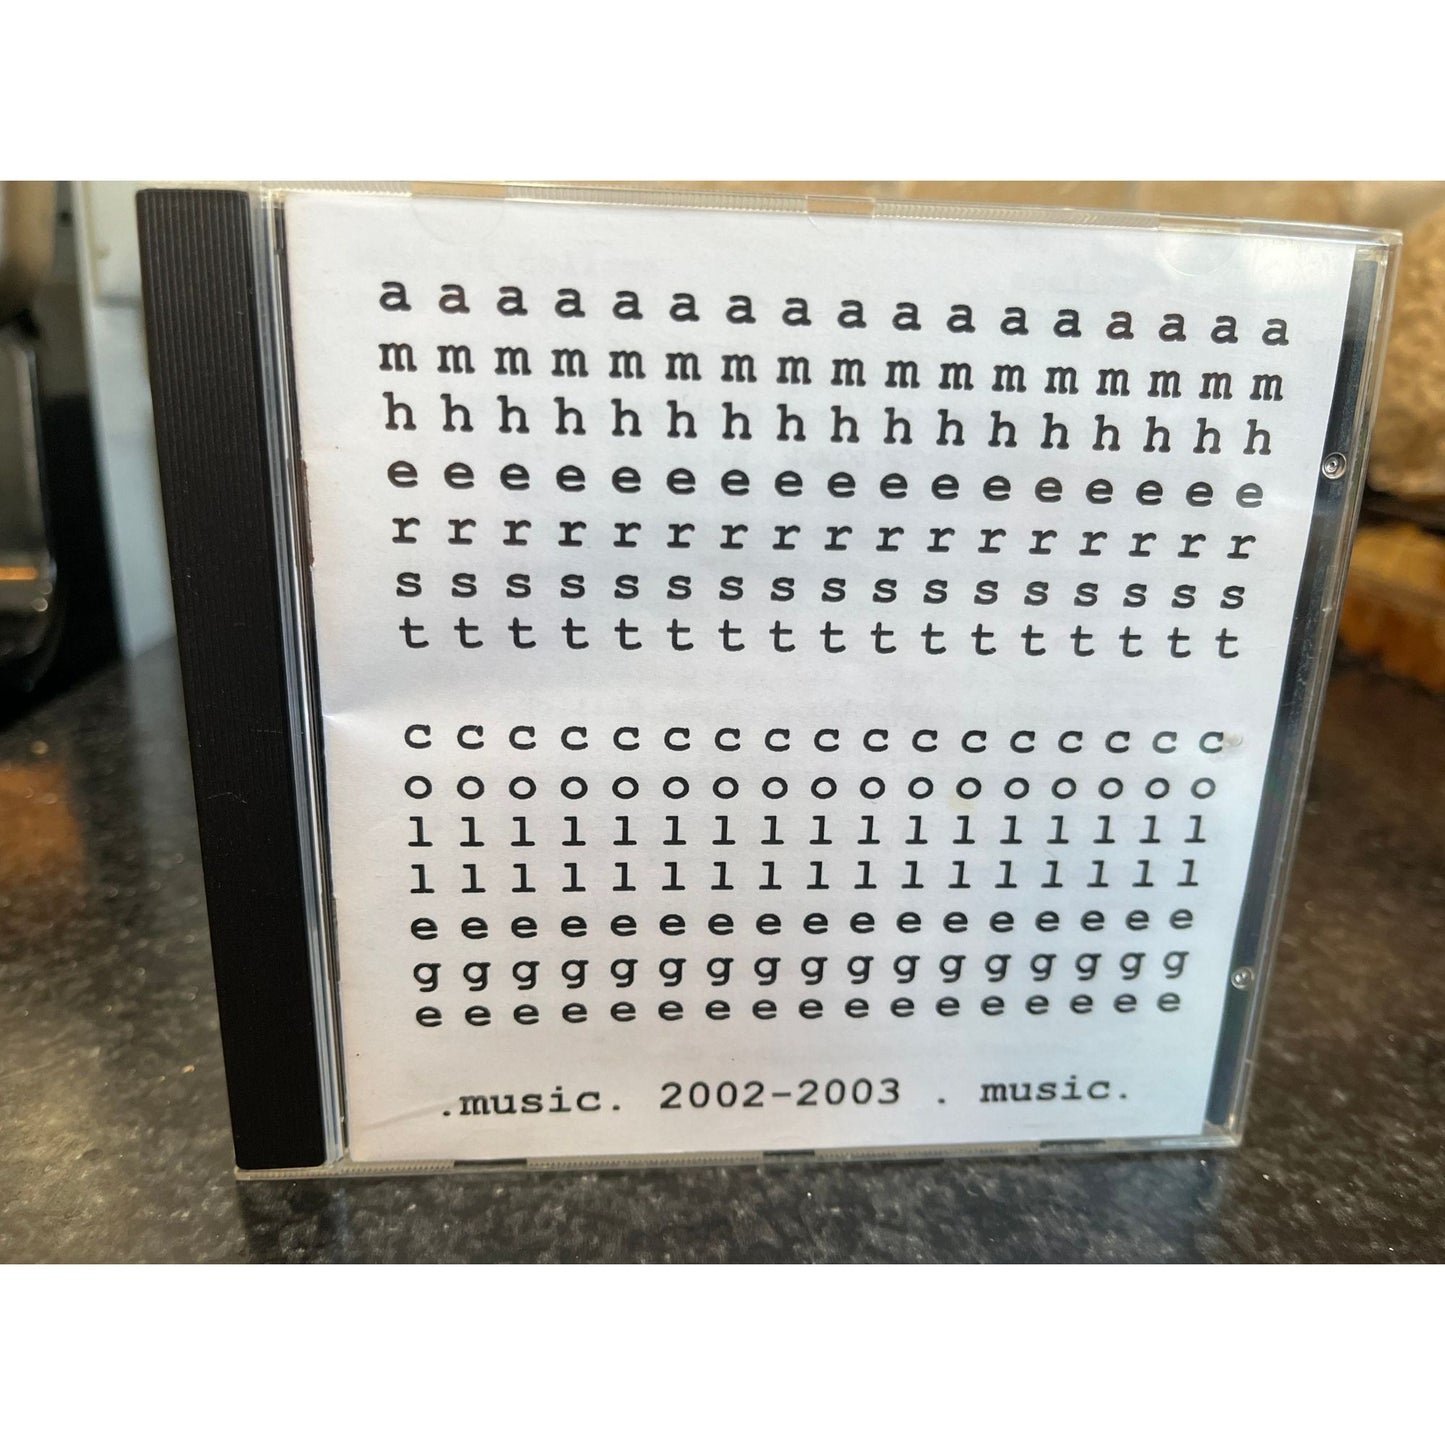 a a a a a a a a a a a a a a a a a
m m m m m m m m m m m m m m m m m
h h h h h h h h h h h h h h h h h
e e e e e e e e e e e e e e e e e
r r r r r r r r r r r r r r r r r
s s s s s s s s s s s s s s s s s
t t t t t t t t t t t t t t t t t
c c c c c c c c c c c c c c c c c
o o o o o o o o o o o o o o o o o
l l l l l l l l l l l l l l l l l
l l l l l l l l l l l l l l l l l
e e e e e e e e e e e e e e e e e
g g g g g g g g g g g g g g g g g
e e e e e e e e e e e e e e e e e
.music. 2002-2003 . music.